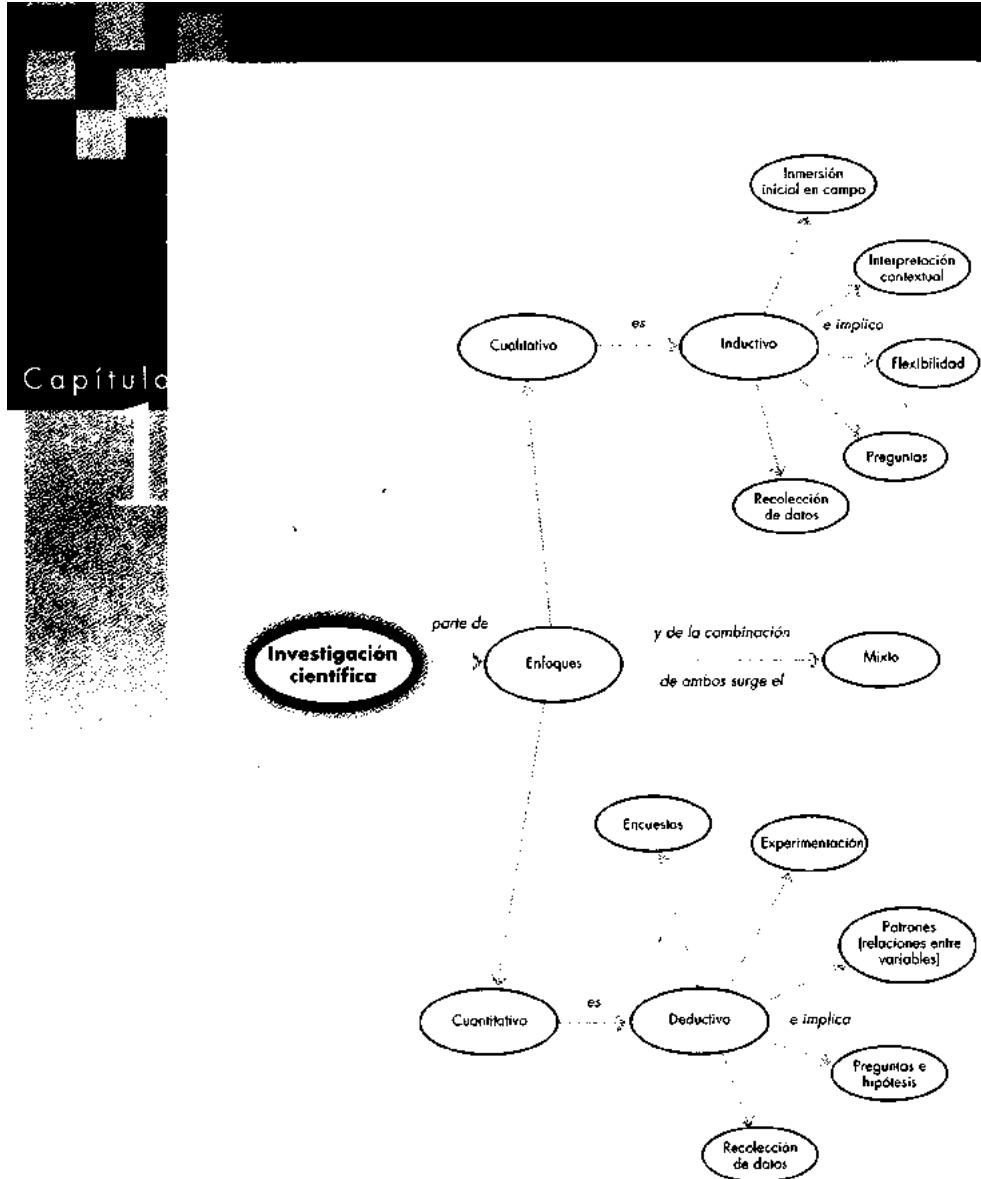 Capítulo
1
Inmersión
inicial en campo
Interpretación
contextual
Cualitativo
es
Inductivo
e implica
Flexibilidad
Preguntas
Recolección
de datos
Investigación
científica
parte de
Enfoques
y de la combinación
de ambos surge el
Mixto
Encuestas
Experimentación
Patrones
(relaciones entre
variables)
Cuantitativo
es
Deductivo
e implica
Preguntas e
hipótesis
Recolección
de datos